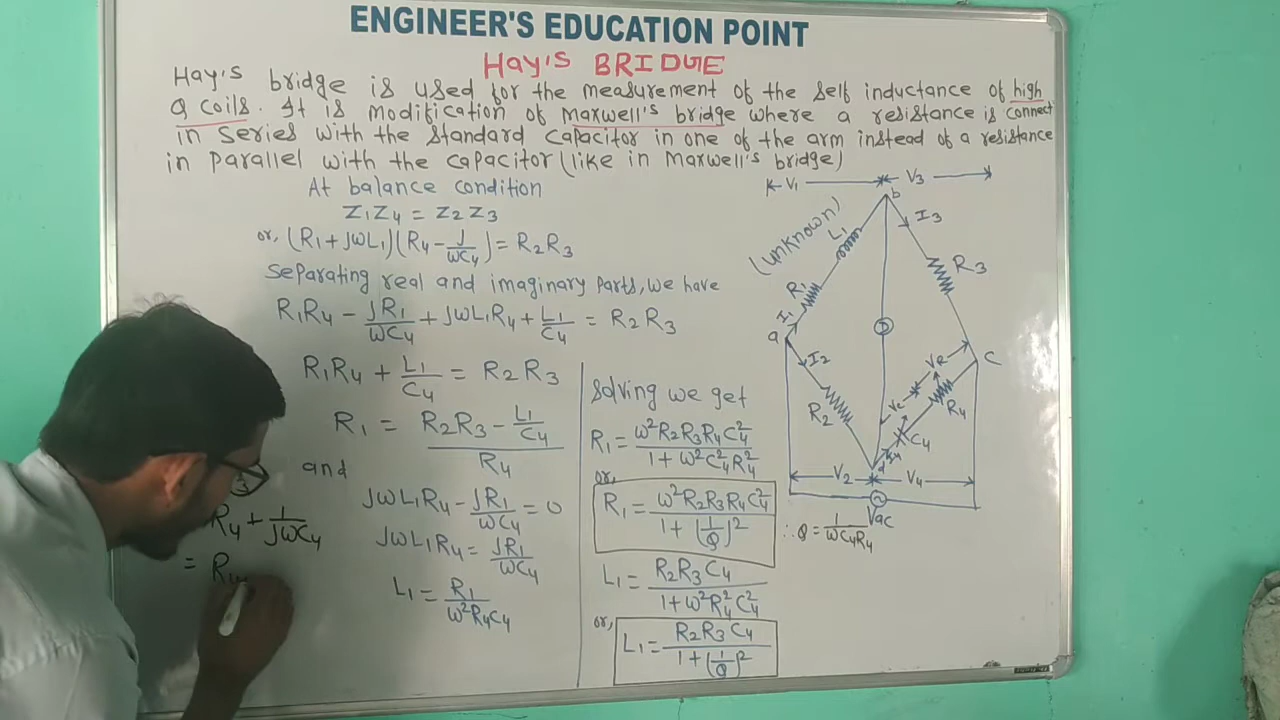 ENGINEER'S EDUCATION POINT
HAY'S BRIDGE
Hay's bridge is used for the measurement of the self inductance of high
Q coils. It is modification of maxwell's bridge where a resistance is connect
in series with the standard capacitor in one of the arm instead of a resistance
in parallel with the capacitor (like in Maxwell's bridge)
At balance condition
Z₁Z₄ = Z₂Z₃
or, (R₁+jωL₁)(R₄-j/ωC₄) = R₂R₃
Separating real and imaginary parts, we have
R₁R₄ - jR₁/ωC₄ + jωL₁R₄ + L₁/C₄ = R₂R₃
R₁R₄ + L₁/C₄ = R₂R₃
R₁ = (R₂R₃ - L₁/C₄)/R₄
and
jωL₁R₄ - jR₁/ωC₄ = 0
jωL₁R₄ = jR₁/ωC₄
L₁ = R₁/ω²R₄C₄
R₄ + 1/jωC₄
= R₄
Solving we get
R₁ = ω²R₂R₃R₄C₄²/(1+ω²C₄²R₄²)
or,
R₁ = ω²R₂R₃R₄C₄²/(1+(1/Q)²)
L₁ = R₂R₃C₄/(1+ω²R₄²C₄²)
or,
L₁ = R₂R₃C₄/(1+(1/Q)²)
V₁
V₃
b
I₃
(unknown)
L₁
R₃
R₁
I₁
a
D
I₂
C
VR
Vc
R₂
R₄
C₄
I₄
d
V₂
V₄
Vac
∴ Q = 1/ωC₄R₄